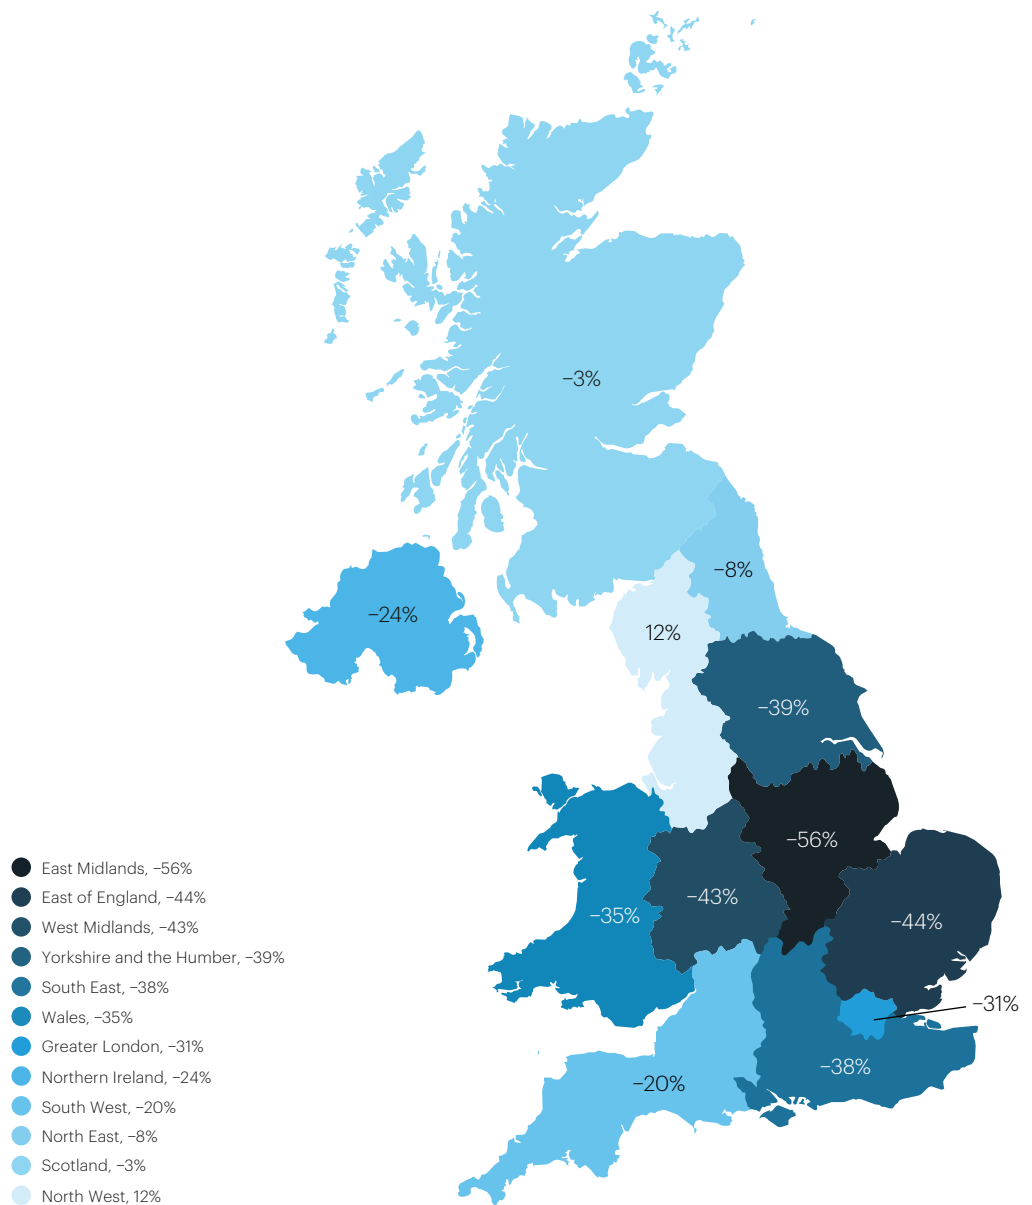 −3%
−8%
−24%
12%
−39%
−56%
−43%
−35%
−44%
−31%
−38%
−20%
East Midlands, −56%
East of England, −44%
West Midlands, −43%
Yorkshire and the Humber, −39%
South East, −38%
Wales, −35%
Greater London, −31%
Northern Ireland, −24%
South West, −20%
North East, −8%
Scotland, −3%
North West, 12%